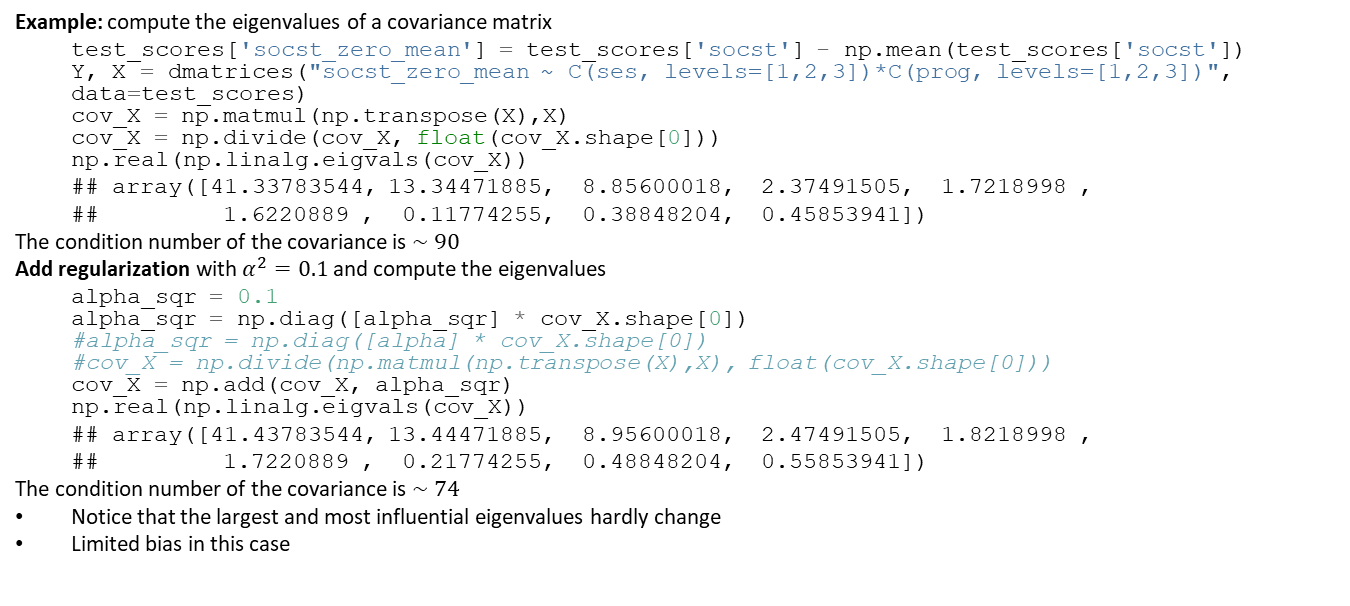 Example: compute the eigenvalues of a covariance matrix
test_scores['socst_zero_mean'] = test_scores['socst'] - np.mean(test_scores['socst'])
Y, X = dmatrices("socst_zero_mean ~ C(ses, levels=[1,2,3])*C(prog, levels=[1,2,3])",
data=test_scores)
cov_X = np.matmul(np.transpose(X),X)
cov_X = np.divide(cov_X, float(cov_X.shape[0]))
np.real(np.linalg.eigvals(cov_X))
## array([41.33783544, 13.34471885,  8.85600018,  2.37491505,  1.7218998 ,
##         1.6220889 ,  0.11774255,  0.38848204,  0.45853941])
The condition number of the covariance is ~ 90
Add regularization with α² = 0.1 and compute the eigenvalues
alpha_sqr = 0.1
alpha_sqr = np.diag([alpha_sqr] * cov_X.shape[0])
#alpha_sqr = np.diag([alpha] * cov_X.shape[0])
#cov_X = np.divide(np.matmul(np.transpose(X),X), float(cov_X.shape[0]))
cov_X = np.add(cov_X, alpha_sqr)
np.real(np.linalg.eigvals(cov_X))
## array([41.43783544, 13.44471885,  8.95600018,  2.47491505,  1.8218998 ,
##         1.7220889 ,  0.21774255,  0.48848204,  0.55853941])
The condition number of the covariance is ~ 74
• Notice that the largest and most influential eigenvalues hardly change
• Limited bias in this case